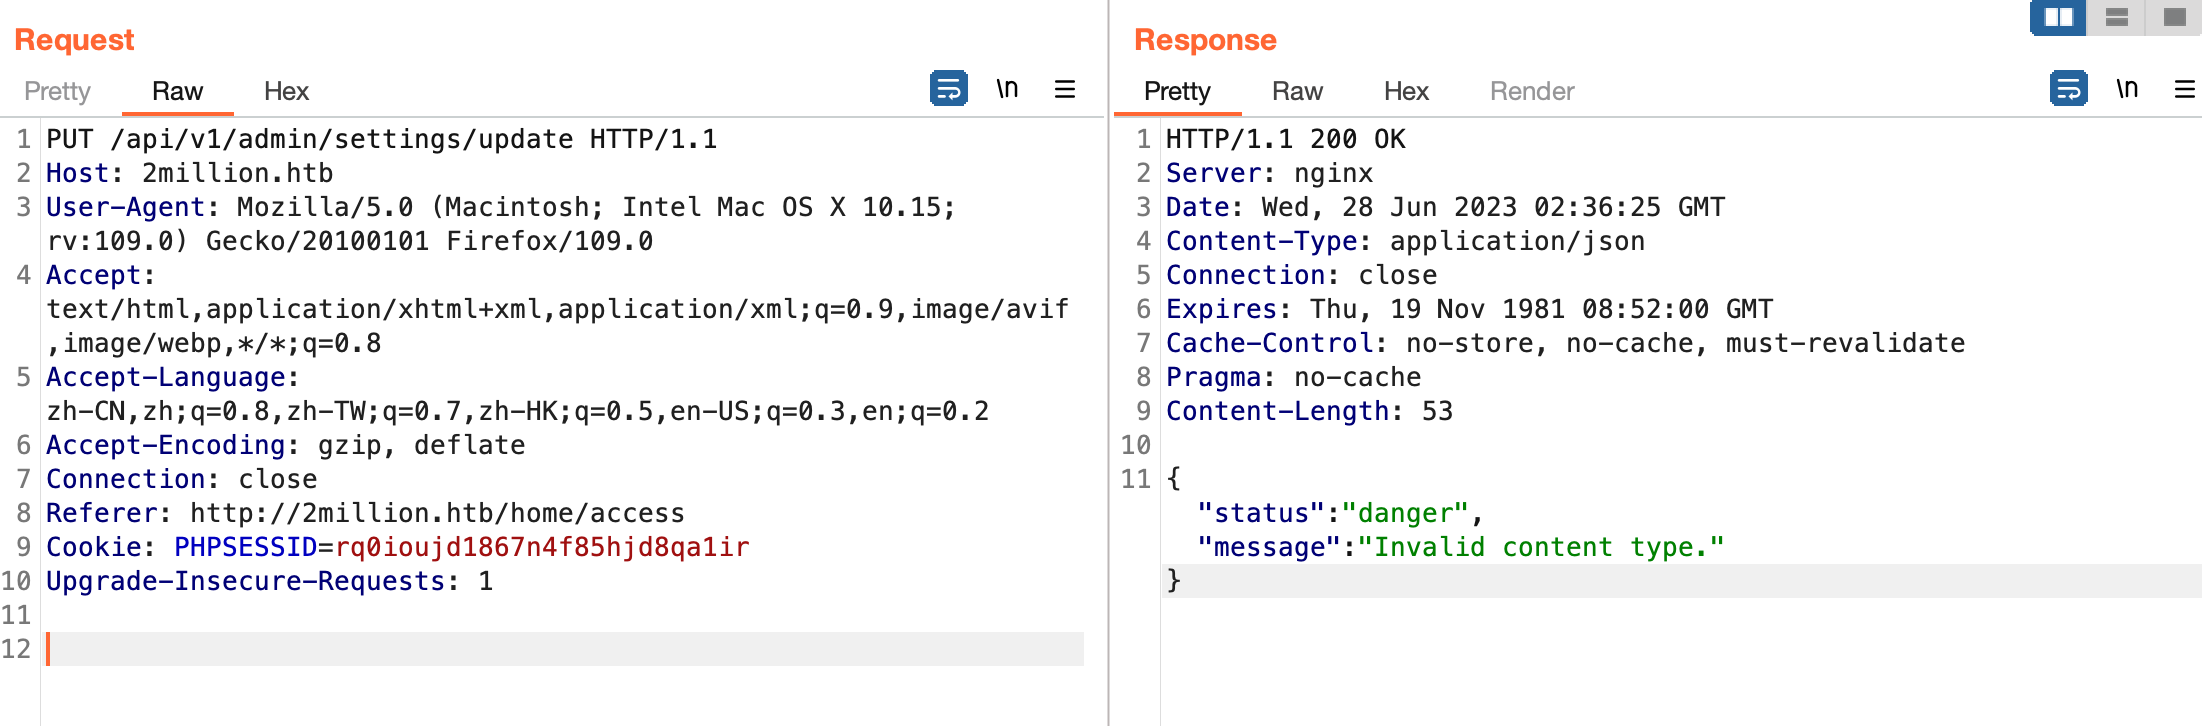 Request
Pretty Raw Hex \n
1 PUT /api/v1/admin/settings/update HTTP/1.1
2 Host: 2million.htb
3 User-Agent: Mozilla/5.0 (Macintosh; Intel Mac OS X 10.15;
rv:109.0) Gecko/20100101 Firefox/109.0
4 Accept:
text/html,application/xhtml+xml,application/xml;q=0.9,image/avif
,image/webp,*/*;q=0.8
5 Accept-Language:
zh-CN,zh;q=0.8,zh-TW;q=0.7,zh-HK;q=0.5,en-US;q=0.3,en;q=0.2
6 Accept-Encoding: gzip, deflate
7 Connection: close
8 Referer: http://2million.htb/home/access
9 Cookie: PHPSESSID=rq0ioujd1867n4f85hjd8qa1ir
10 Upgrade-Insecure-Requests: 1
11
12
Response
Pretty Raw Hex Render \n
1 HTTP/1.1 200 OK
2 Server: nginx
3 Date: Wed, 28 Jun 2023 02:36:25 GMT
4 Content-Type: application/json
5 Connection: close
6 Expires: Thu, 19 Nov 1981 08:52:00 GMT
7 Cache-Control: no-store, no-cache, must-revalidate
8 Pragma: no-cache
9 Content-Length: 53
10
11 {
"status":"danger",
"message":"Invalid content type."
}